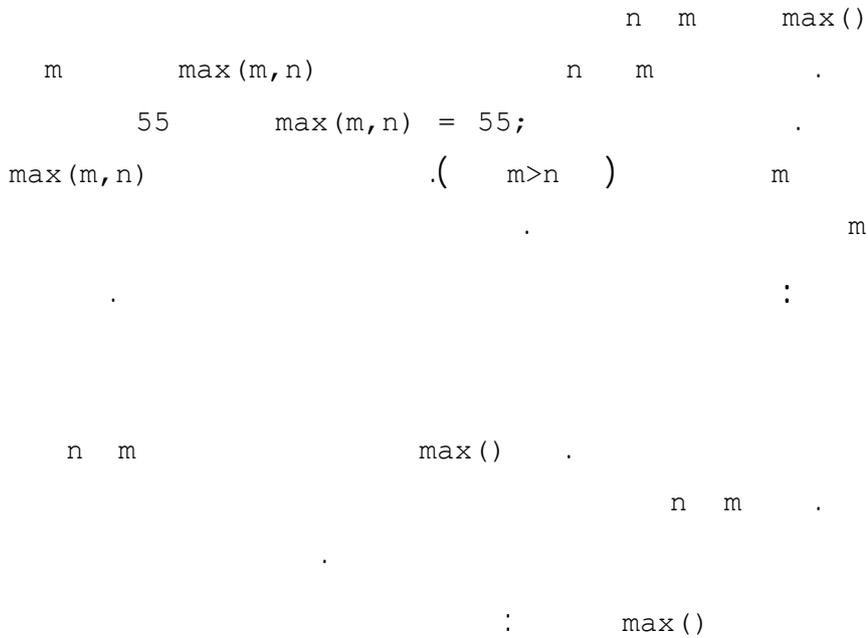 max() m n
. m n max(m,n) m
. max(m,n) = 55; 55
m (m>n). max(m,n)
m .
: .
. max() m n
. m n
.
max() :